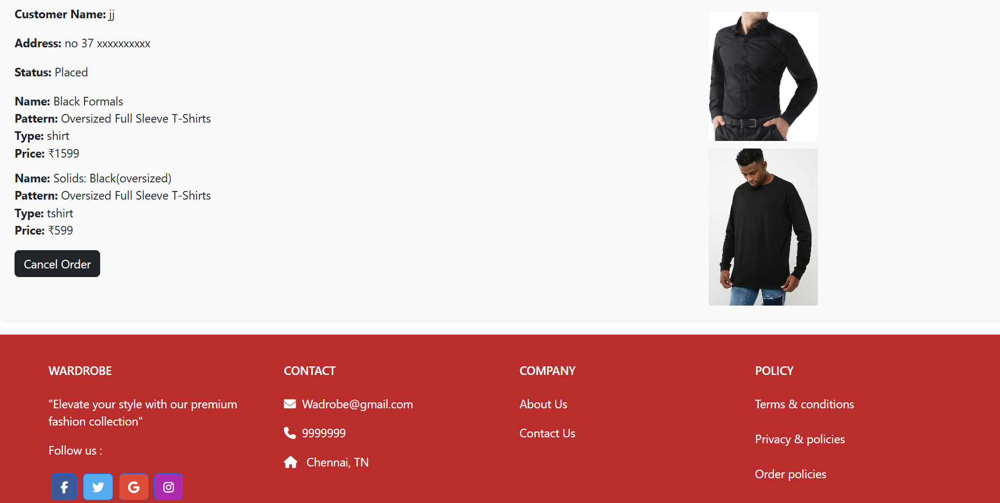 Customer Name: jj
Address: no 37 xxxxxxxxxx
Status: Placed
Name: Black Formals
Pattern: Oversized Full Sleeve T-Shirts
Type: shirt
Price: ₹1599
Name: Solids: Black(oversized)
Pattern: Oversized Full Sleeve T-Shirts
Type: tshirt
Price: ₹599
Cancel Order
WARDROBE
"Elevate your style with our premium
fashion collection"
Follow us :
CONTACT
Wadrobe@gmail.com
9999999
Chennai, TN
COMPANY
About Us
Contact Us
POLICY
Terms & conditions
Privacy & policies
Order policies